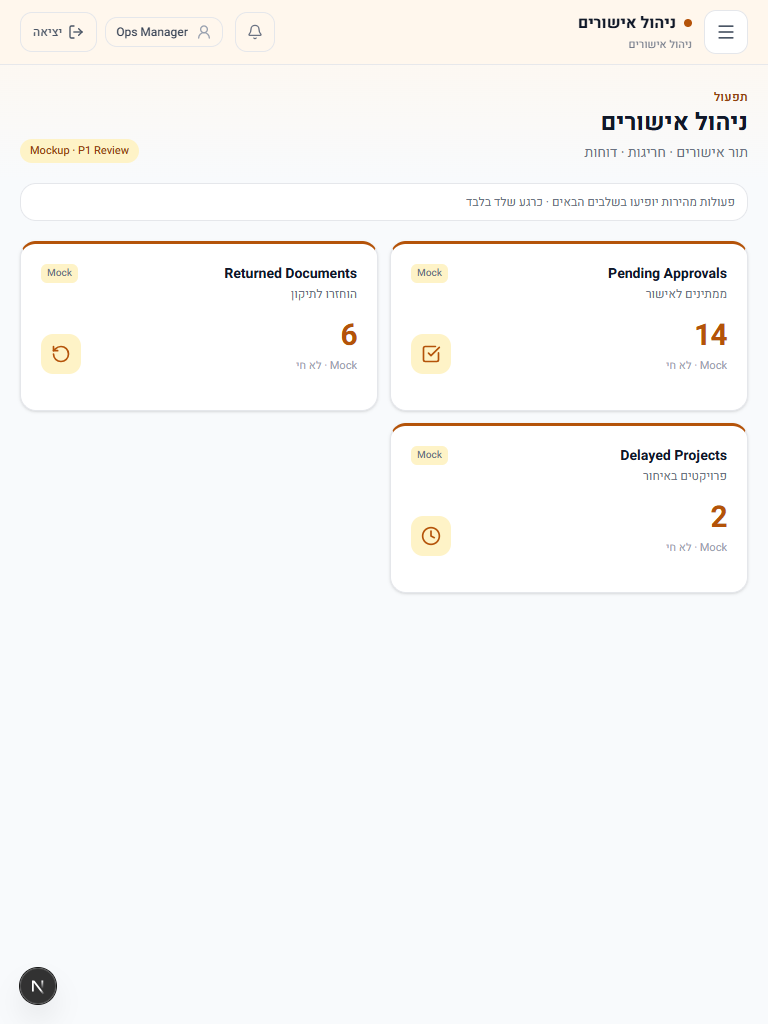 ניהול אישורים
ניהול אישורים
Ops Manager
יציאה
תפעול
ניהול אישורים
תור אישורים · חריגות · דוחות
Mockup · P1 Review
פעולות מהירות יופיעו בשלבים הבאים · כרגע שלד בלבד
Pending Approvals
Mock
ממתינים לאישור
14
Mock · לא חי
Returned Documents
Mock
הוחזרו לתיקון
6
Mock · לא חי
Delayed Projects
Mock
פרויקטים באיחור
2
Mock · לא חי
N